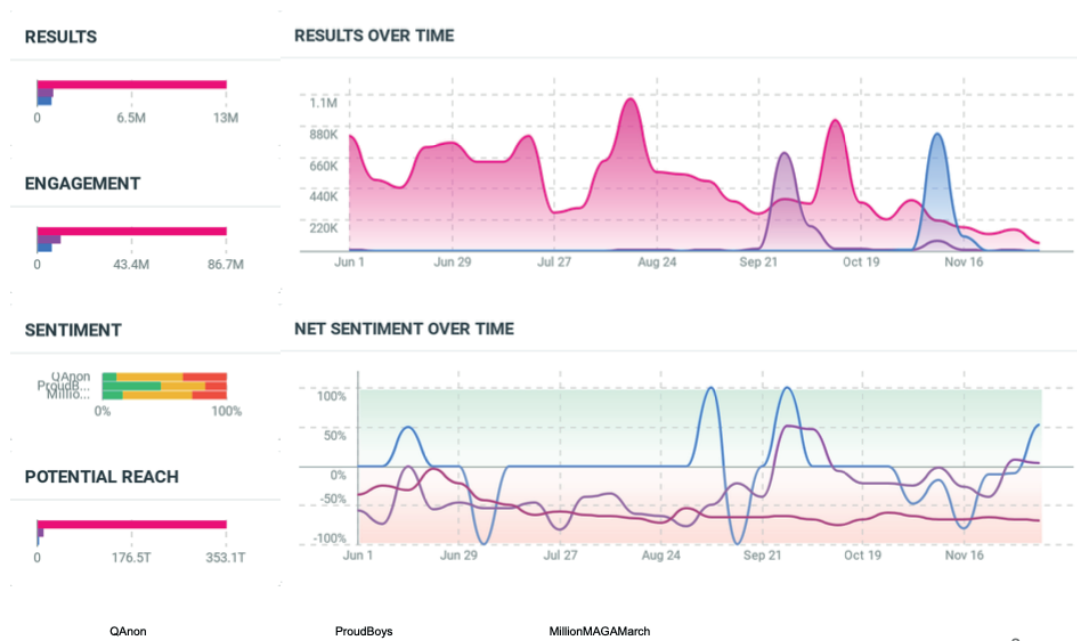 RESULTS
0 6.5M 13M
ENGAGEMENT
0 43.4M 86.7M
SENTIMENT
QAnon
ProudB...
Millio...
0% 100%
POTENTIAL REACH
0 176.5T 353.1T
RESULTS OVER TIME
1.1M
880K
660K
440K
220K
Jun 1 Jun 29 Jul 27 Aug 24 Sep 21 Oct 19 Nov 16
NET SENTIMENT OVER TIME
100%
50%
0%
-50%
-100%
Jun 1 Jun 29 Jul 27 Aug 24 Sep 21 Oct 19 Nov 16
QAnon ProudBoys MillionMAGAMarch